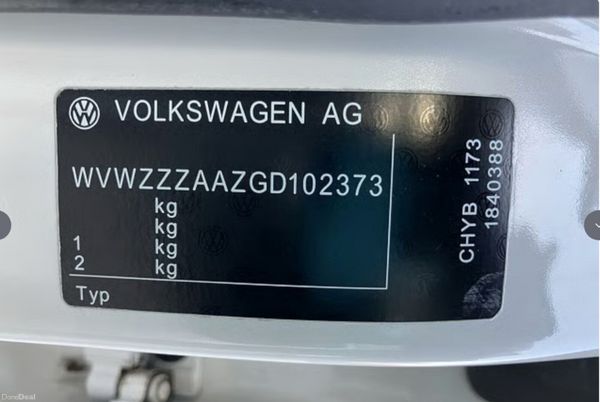 VOLKSWAGEN AG
WVWZZZAAZGD102373
kg
kg
1 kg
2 kg
Typ
CHYB 1173
1840388
DoneDeal